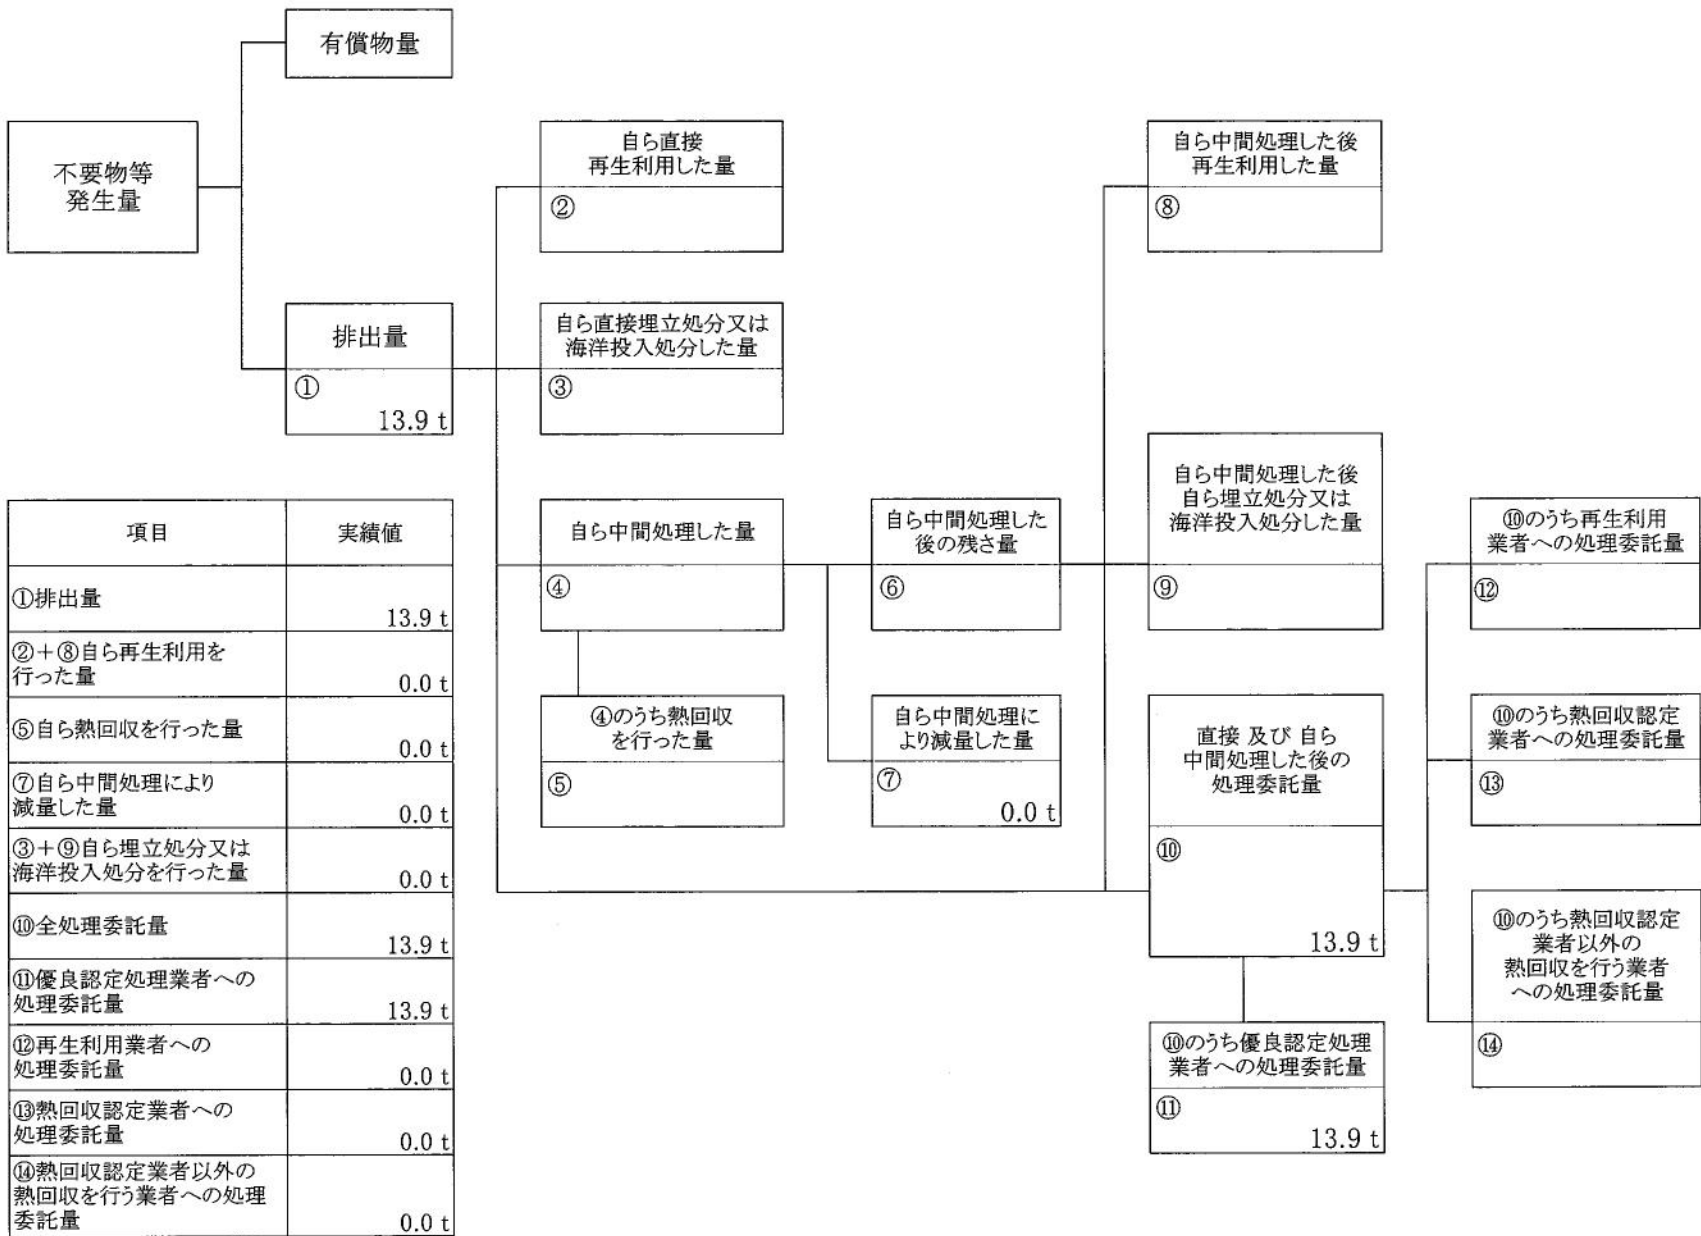 有償物量
不要物等
発生量
自ら直接
再生利用した量
②
自ら中間処理した後
再生利用した量
⑧
排出量
①
13.9 t
自ら直接埋立処分又は
海洋投入処分した量
③
自ら中間処理した量
④
自ら中間処理した
後の残さ量
⑥
自ら中間処理した後
自ら埋立処分又は
海洋投入処分した量
⑨
⑩のうち再生利用
業者への処理委託量
⑫
④のうち熱回収
を行った量
⑤
自ら中間処理に
より減量した量
⑦
0.0 t
直接 及び 自ら
中間処理した後の
処理委託量
⑩
13.9 t
⑩のうち熱回収認定
業者への処理委託量
⑬
⑩のうち熱回収認定
業者以外の
熱回収を行う業者
への処理委託量
⑭
⑩のうち優良認定処理
業者への処理委託量
⑪
13.9 t
項目 実績値
①排出量
13.9 t
②+⑧自ら再生利用を
行った量
0.0 t
⑤自ら熱回収を行った量
0.0 t
⑦自ら中間処理により
減量した量
0.0 t
③+⑨自ら埋立処分又は
海洋投入処分を行った量
0.0 t
⑩全処理委託量
13.9 t
⑪優良認定処理業者への
処理委託量
13.9 t
⑫再生利用業者への
処理委託量
0.0 t
⑬熱回収認定業者への
処理委託量
0.0 t
⑭熱回収認定業者以外の
熱回収を行う業者への処理
委託量
0.0 t